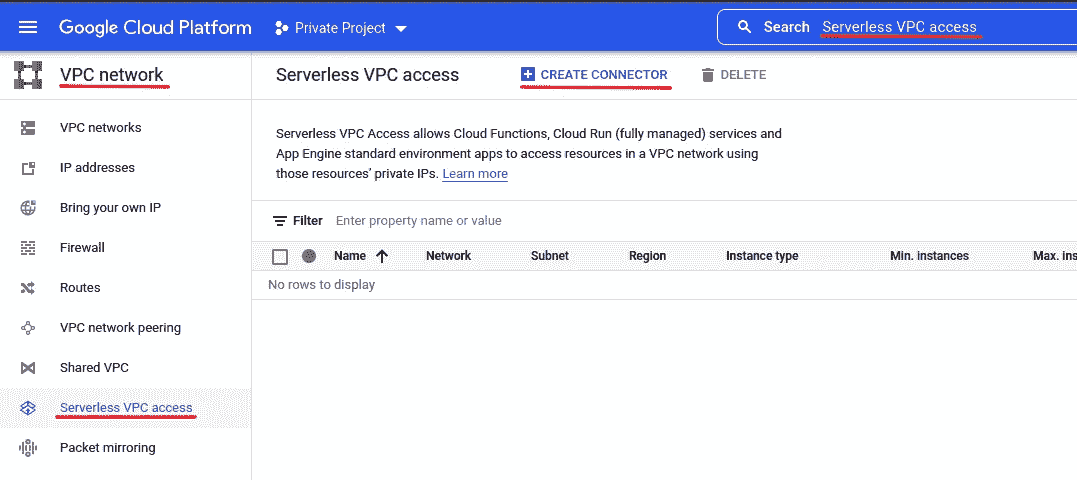 Google Cloud Platform Private Project Search Serverless VPC access
VPC network
Serverless VPC access CREATE CONNECTOR DELETE
VPC networks
IP addresses
Bring your own IP
Firewall
Routes
VPC network peering
Shared VPC
Serverless VPC access
Packet mirroring
Serverless VPC Access allows Cloud Functions, Cloud Run (fully managed) services and
App Engine standard environment apps to access resources in a VPC network using
those resources' private IPs. Learn more
Filter Enter property name or value
Name Network Subnet Region Instance type Min. instances Max. ins
No rows to display